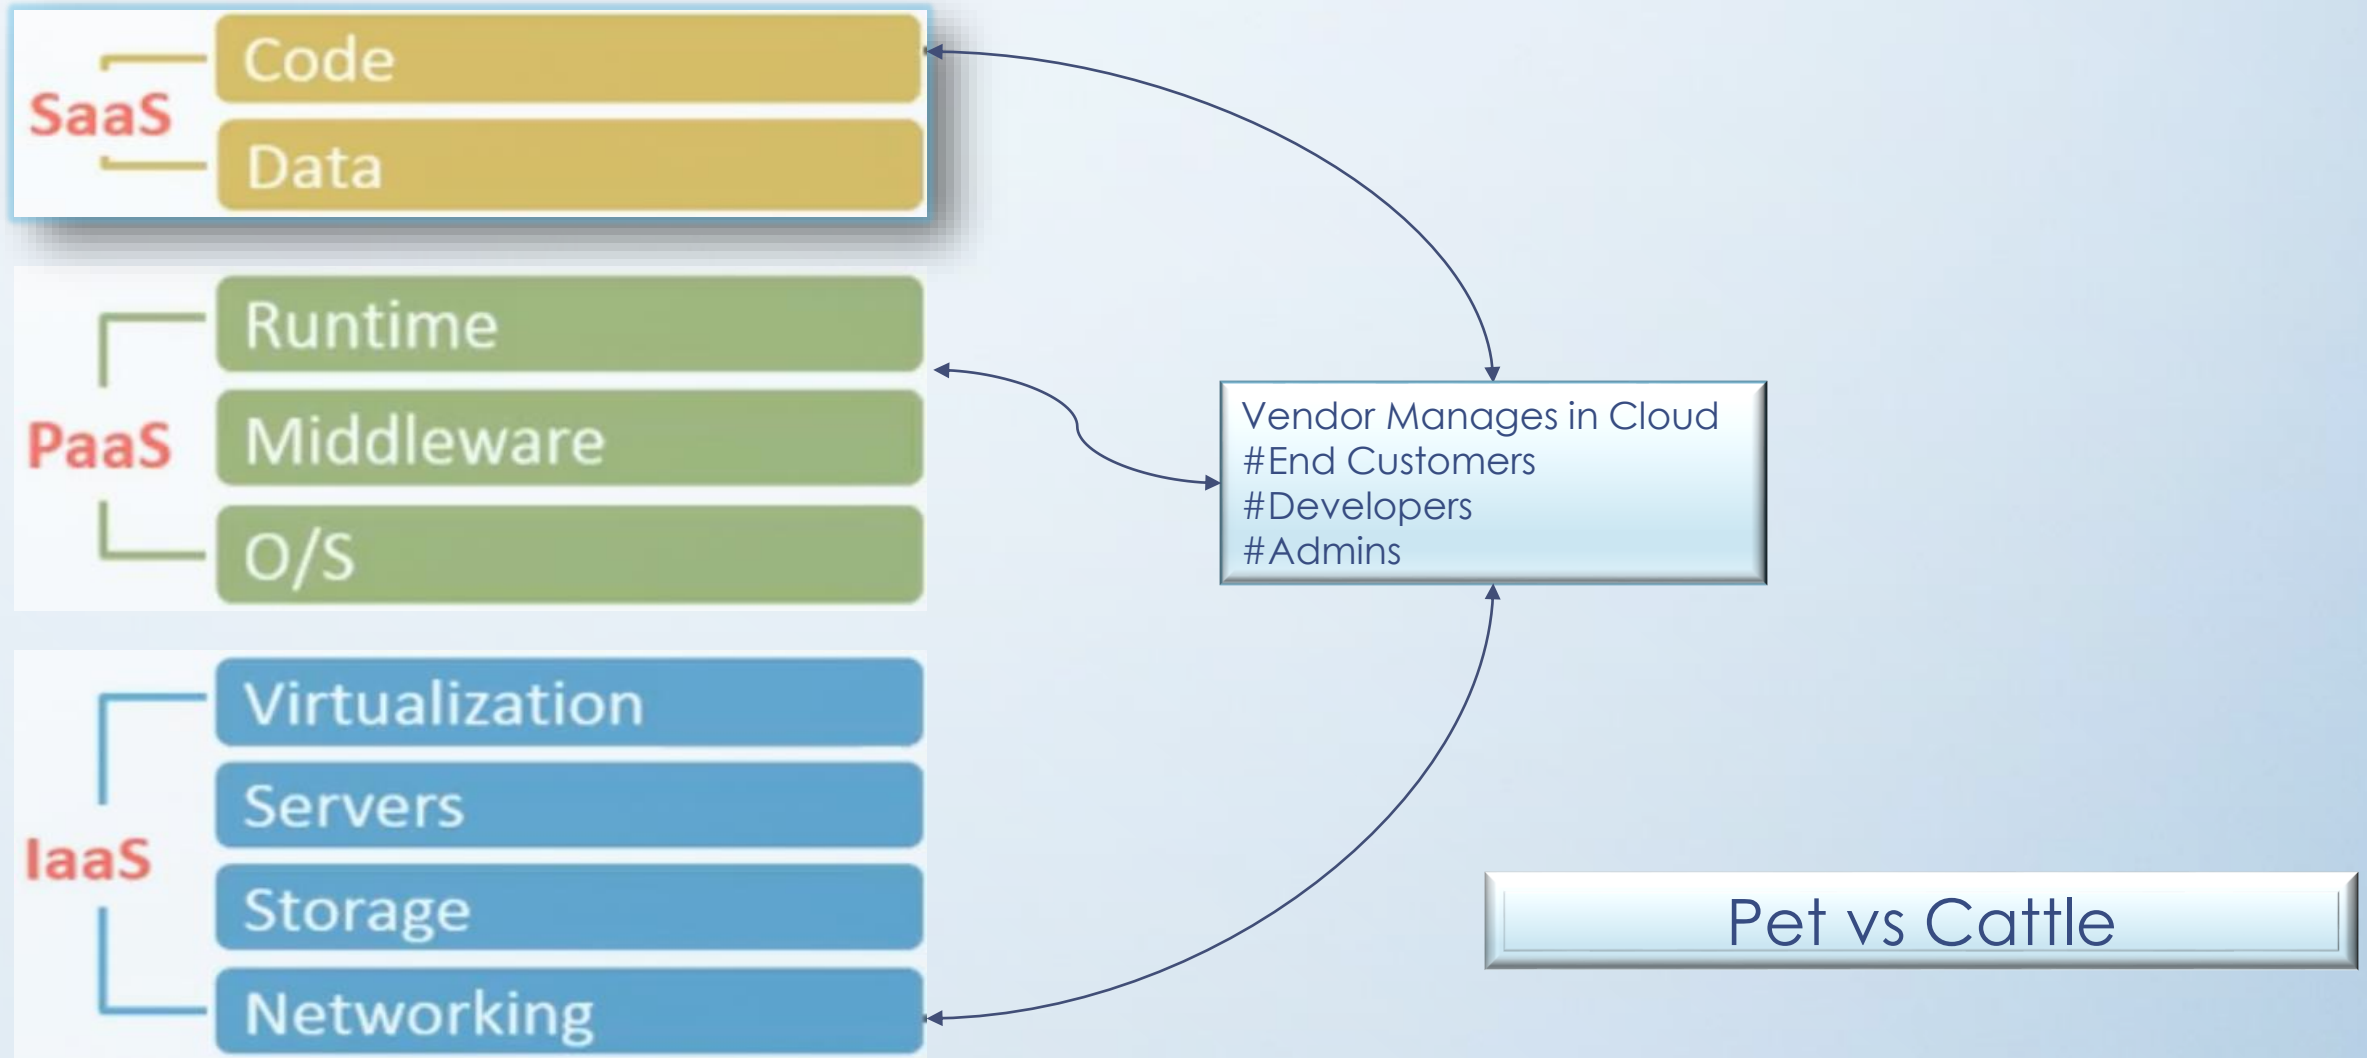 SaaS
Code
Data
PaaS
Runtime
Middleware
O/S
IaaS
Virtualization
Servers
Storage
Networking
Vendor Manages in Cloud
#End Customers
#Developers
#Admins
Pet vs Cattle